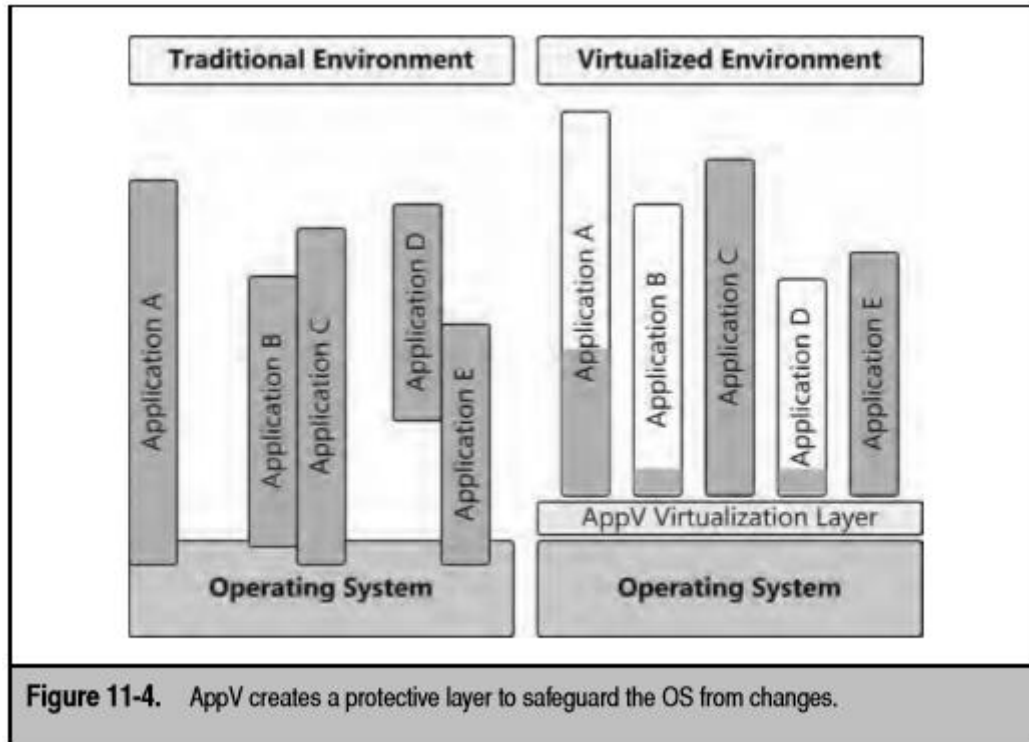 Traditional Environment
Application A
Application B
Application C
Application D
Application E
Operating System
Virtualized Environment
Application A
Application B
Application C
Application D
Application E
AppV Virtualization Layer
Operating System
Figure 11-4. AppV creates a protective layer to safeguard the OS from changes.